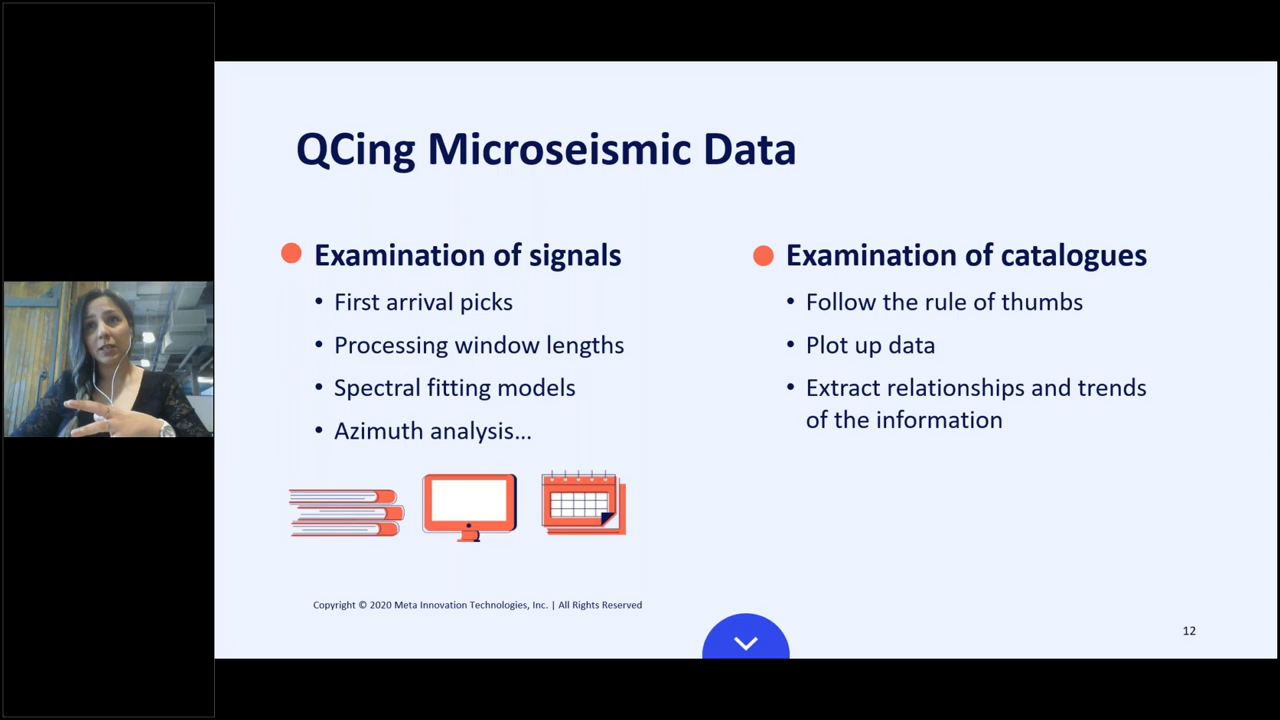 QCing Microseismic Data
Examination of signals
• First arrival picks
• Processing window lengths
• Spectral fitting models
• Azimuth analysis...
Examination of catalogues
• Follow the rule of thumbs
• Plot up data
• Extract relationships and trends
of the information
Copyright © 2020 Meta Innovation Technologies, Inc. | All Rights Reserved
12